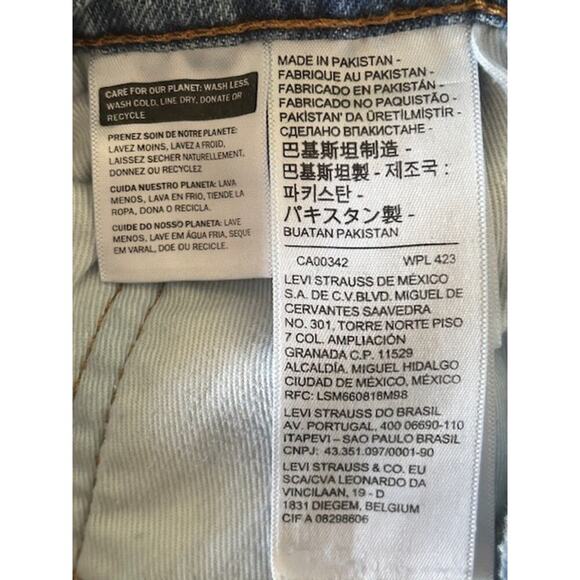 CARE FOR OUR PLANET: WASH LESS,
WASH COLD, LINE DRY, DONATE OR
RECYCLE
PRENEZ SOIN DE NOTRE PLANETE:
LAVEZ MOINS, LAVEZ A FROID,
LAISSEZ SECHER NATURELLEMENT,
DONNEZ OU RECYCLEZ
CUIDA NUESTRO PLANETA: LAVA
MENOS, LAVA EN FRIO, TIENDE LA
ROPA, DONA O RECICLA.
CUIDE DO NOSSO PLANETA: LAVE
MENOS, LAVE EM ÁGUA FRIA, SEQUE
EM VARAL, DOE OU RECICLE.
MADE IN PAKISTAN -
FABRIQUE AU PAKISTAN -
FABRICADO EN PAKISTÁN -
FABRICADO NO PAQUISTÃO -
PAKISTAN'DA ÜRETİLMİŞTİR -
СДЕЛАНО ВПАКИСТАНЕ -
巴基斯坦制造 -
巴基斯坦製 - 제조국 :
파키스탄 -
パキスタン製 -
BUATAN PAKISTAN
CA00342 WPL 423
LEVI STRAUSS DE MÉXICO
S.A. DE C.V.BLVD. MIGUEL DE
CERVANTES SAAVEDRA
NO. 301, TORRE NORTE PISO
7 COL. AMPLIACIÓN
GRANADA C.P. 11529
ALCALDÍA. MIGUEL HIDALGO
CIUDAD DE MÉXICO, MÉXICO
RFC: LSM660818M98
LEVI STRAUSS DO BRASIL
AV. PORTUGAL, 400 06690-110
ITAPEVI – SAO PAULO BRASIL
CNPJ: 43.351.097/0001-90
LEVI STRAUSS & CO. EU
SCA/CVA LEONARDO DA
VINCILAAN, 19 - D
1831 DIEGEM, BELGIUM
CIF A 08298606